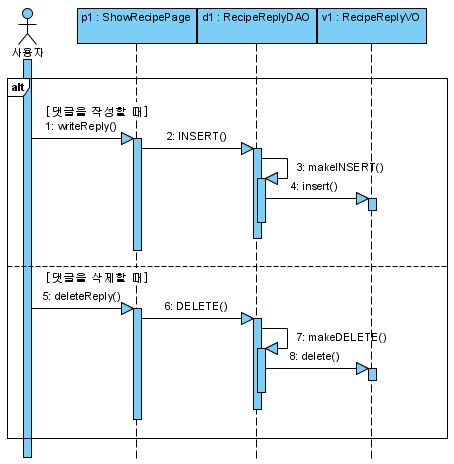 p1 : ShowRecipePage
d1 : RecipeReplyDAO
v1 : RecipeReplyVO
사용자
alt
[댓글을 작성할 때]
1: writeReply()
2: INSERT()
3: makeINSERT()
4: insert()
[댓글을 삭제할 때]
5: deleteReply()
6: DELETE()
7: makeDELETE()
8: delete()